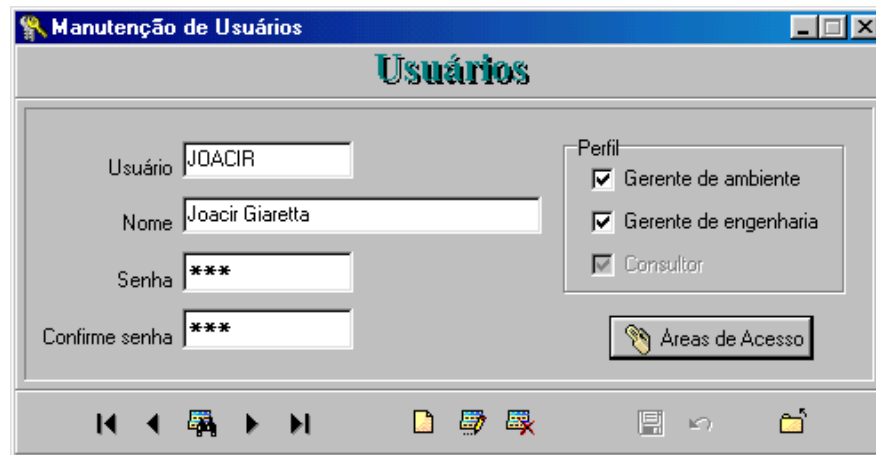 Manutenção de Usuários
Usuários
Usuário JOACIR
Nome Joacir Giaretta
Senha ***
Confirme senha ***
Perfil
Gerente de ambiente
Gerente de engenharia
Consultor
Áreas de Acesso